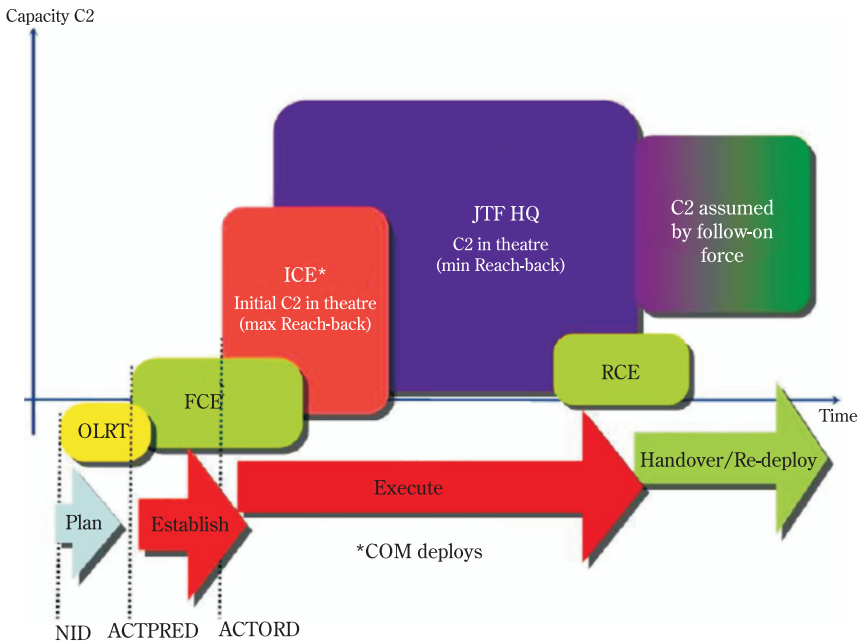 Capacity C2
JTF HQ
C2 in theatre
(min Reach-back)
C2 assumed
by follow-on
force
ICE*
Initial C2 in theatre
(max Reach-back)
RCE
FCE
Time
OLRT
Handover/Re-deploy
Execute
Plan
Establish
*COM deploys
NID
ACTPRED
ACTORD